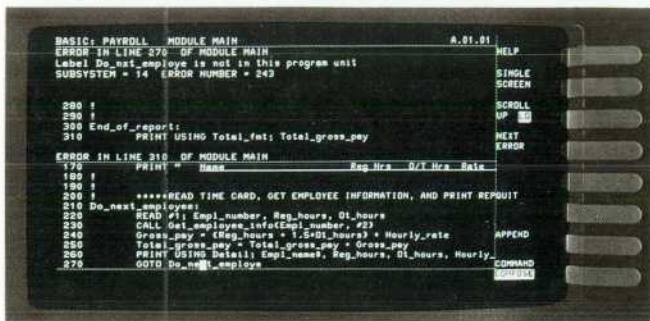 BASIC: PAYROLL MODULE MAIN A.01.01
ERROR IN LINE 270 OF MODULE MAIN HELP
Label Do_nxt_employe is not in this program unit
SUBSYSTEM = 14 ERROR NUMBER = 243 SINGLE
SCREEN
280 ! SCROLL
290 ! UP
300 End_of_report:
310 PRINT USING Total_fmt; Total_gross_pay NEXT
ERROR
ERROR IN LINE 310 OF MODULE MAIN
170 PRINT " Name Reg Hrs O/T Hrs Rate
180 !
190 !
200 ! *****READ TIME CARD, GET EMPLOYEE INFORMATION, AND PRINT REPQUIT
210 Do_next_employee:
220 READ #1; Empl_number, Reg_hours, Ot_hours
230 CALL Get_employee_info(Empl_number, #2)
240 Gross_pay = (Reg_hours + 1.5*Ot_hours) * Hourly_rate APPEND
250 Total_gross_pay = Total_gross_pay + Gross_pay
260 PRINT USING Detail; Empl_name$, Reg_hours, Ot_hours, Hourly_
270 GOTO Do_next_employe COMMAND
COMPOSE